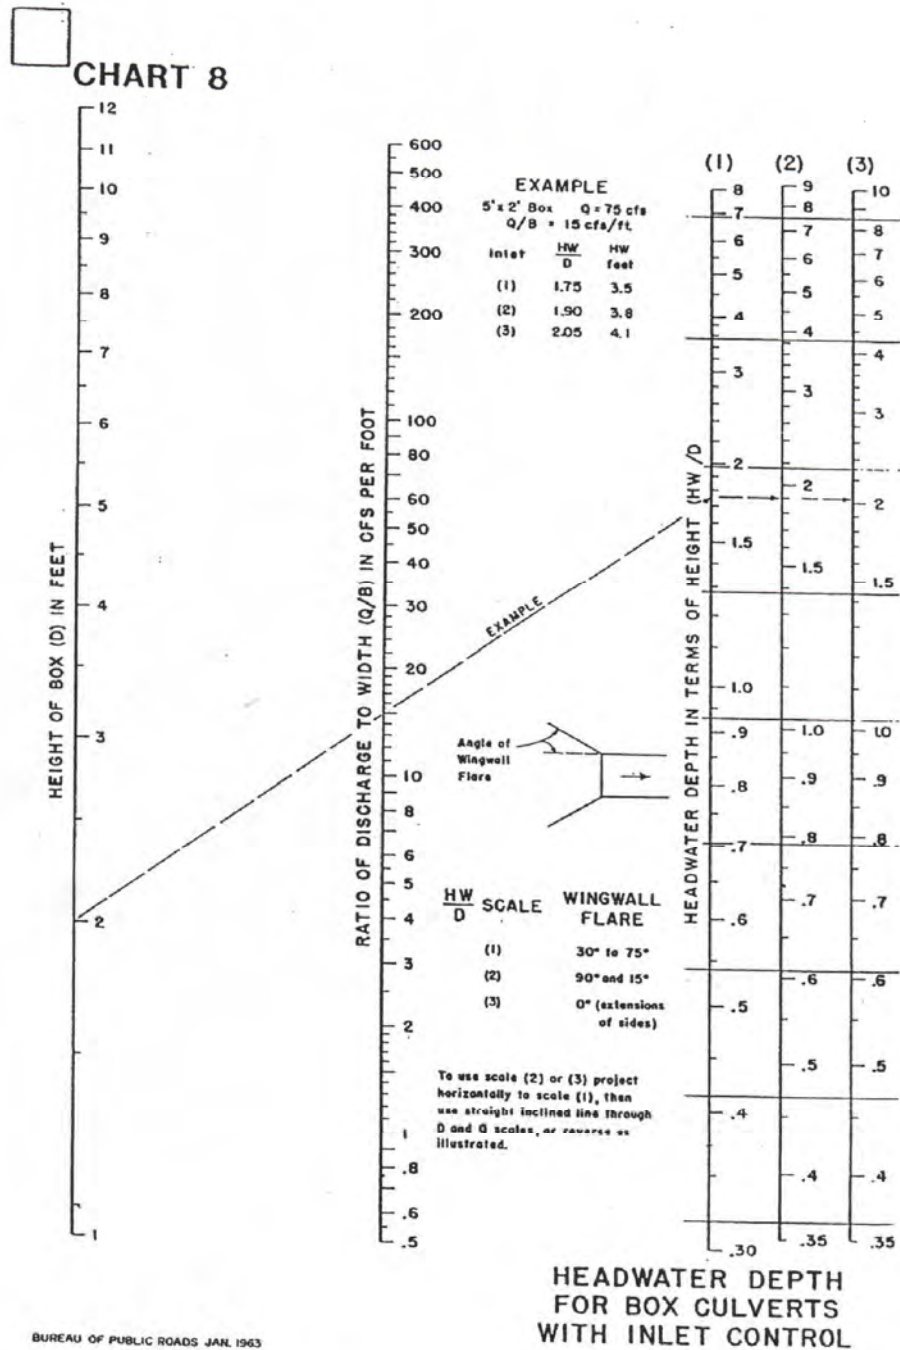 CHART 8
12
11
10
9
8
7
6
5
4
3
2
1
HEIGHT OF BOX (D) IN FEET
600
500
400
300
200
100
80
60
50
40
30
20
10
8
6
5
4
3
2
1
.8
.6
.5
RATIO OF DISCHARGE TO WIDTH (Q/B) IN CFS PER FOOT
EXAMPLE
5' x 2' Box Q = 75 cfs
Q/B = 15 cfs/ft.
Inlet HW/D HW feet
(1) 1.75 3.5
(2) 1.90 3.8
(3) 2.05 4.1
EXAMPLE
Angle of
Wingwall
Flare
HW/D SCALE WINGWALL
FLARE
(1) 30° to 75°
(2) 90° and 15°
(3) 0° (extensions
of sides)
To use scale (2) or (3) project
horizontally to scale (1), then
use straight inclined line through
D and Q scales, or reverse as
illustrated.
HEADWATER DEPTH IN TERMS OF HEIGHT (HW/D
(1)
8
7
6
5
4
3
2
1.5
1.0
.9
.8
.7
.6
.5
.4
.30
(2)
9
8
7
6
5
4
3
2
1.5
1.0
.9
.8
.7
.6
.5
.4
.35
(3)
10
8
7
6
5
4
3
2
1.5
1.0
.9
.8
.7
.6
.5
.4
.35
HEADWATER DEPTH
FOR BOX CULVERTS
WITH INLET CONTROL
BUREAU OF PUBLIC ROADS JAN. 1963